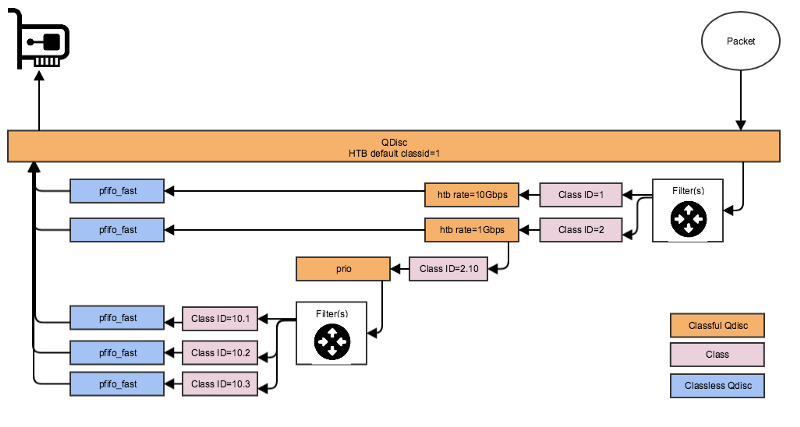 Packet
QDisc
HTB default classid=1
pfifo_fast
htb rate=10Gbps
Class ID=1
Filter(s)
pfifo_fast
htb rate=1Gbps
Class ID=2
prio
Class ID=2.10
Filter(s)
pfifo_fast
Class ID=10.1
pfifo_fast
Class ID=10.2
pfifo_fast
Class ID=10.3
Classful Qdisc
Class
Classless Qdisc